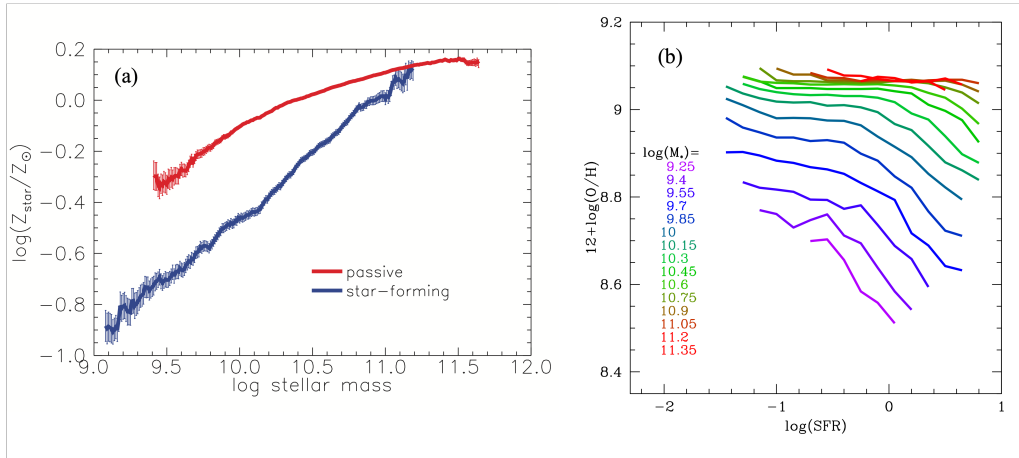 (a)
0.2
0.0
−0.2
−0.4
−0.6
−0.8
−1.0
log(Z_star/Z_⊙)
passive
star−forming
9.0 9.5 10.0 10.5 11.0 11.5 12.0
log stellar mass
(b)
9.2
9
8.8
8.6
8.4
12+log(O/H)
log(M_*)=
9.25
9.4
9.55
9.7
9.85
10
10.15
10.3
10.45
10.6
10.75
10.9
11.05
11.2
11.35
−2 −1 0 1
log(SFR)